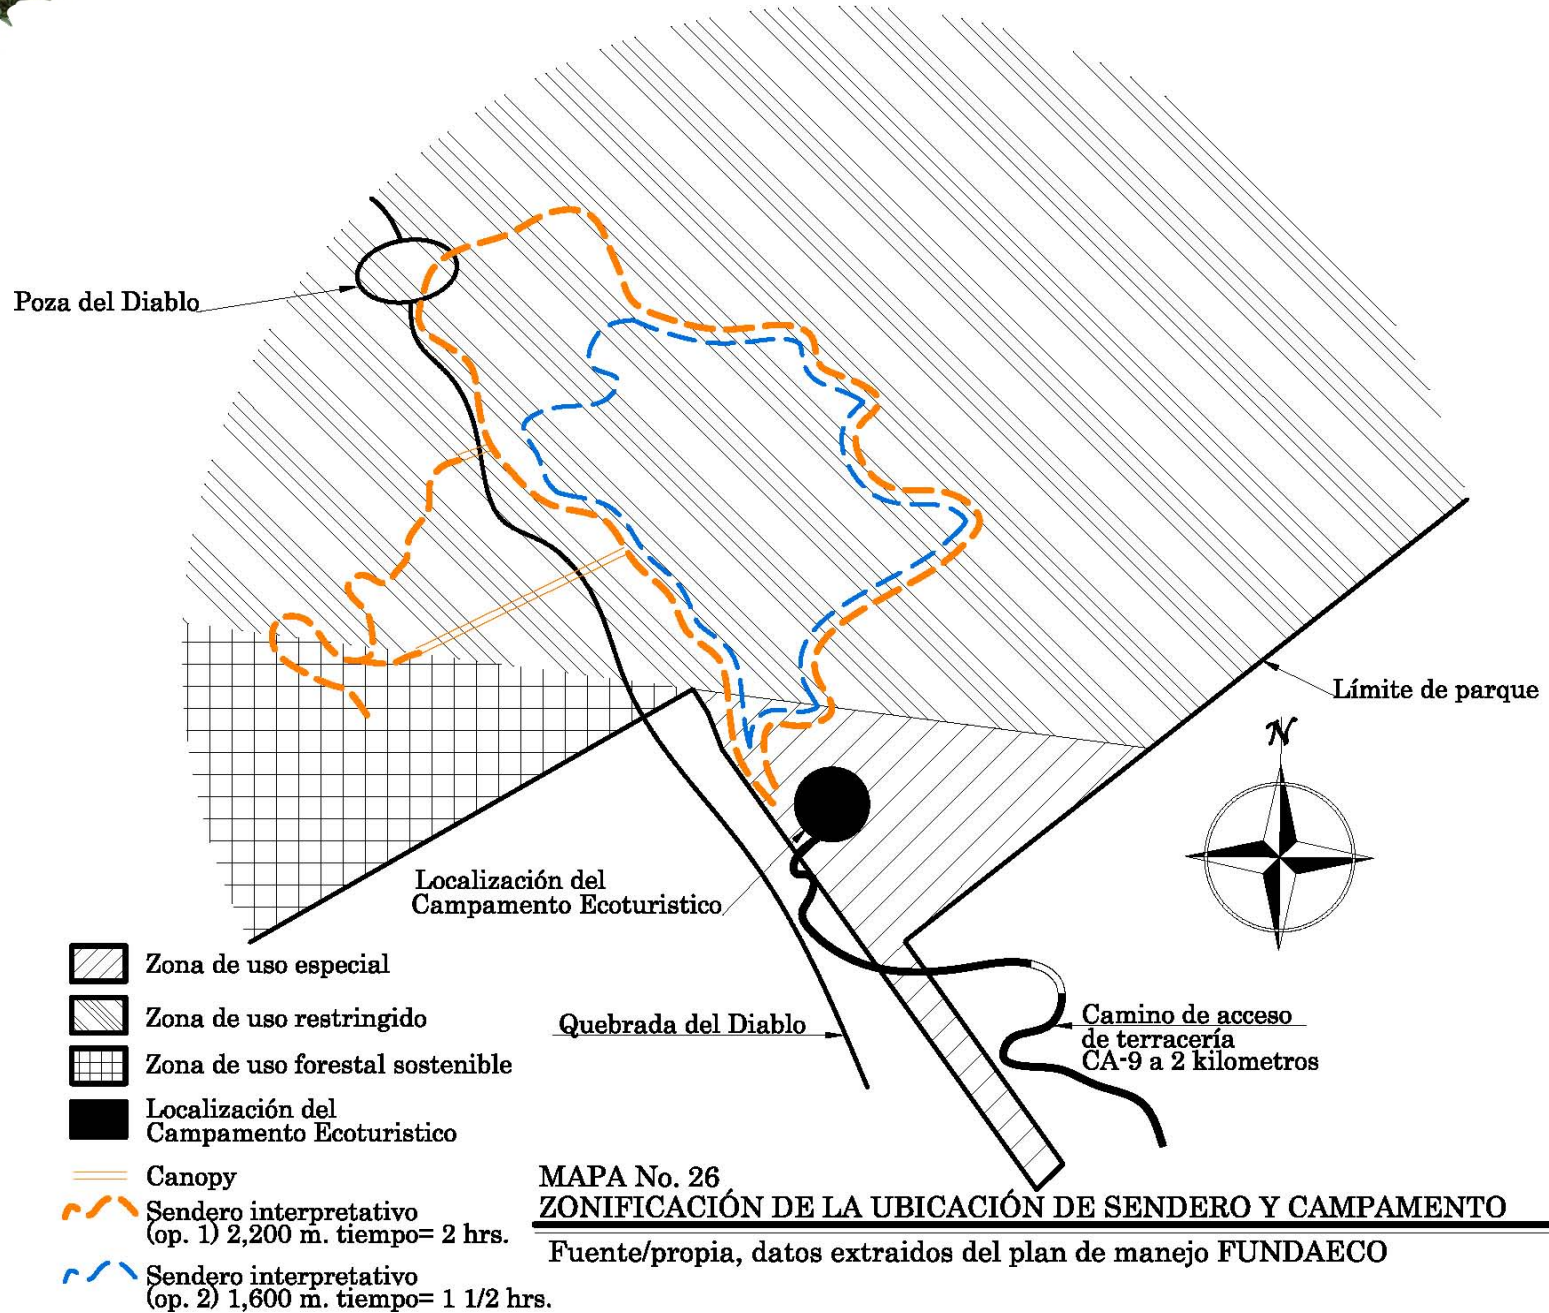 Poza del Diablo
Límite de parque
N
Localización del
Campamento Ecoturistico
Quebrada del Diablo
Camino de acceso
de terracería
CA-9 a 2 kilometros
Zona de uso especial
Zona de uso restringido
Zona de uso forestal sostenible
Localización del
Campamento Ecoturistico
Canopy
Sendero interpretativo
(op. 1) 2,200 m. tiempo= 2 hrs.
Sendero interpretativo
(op. 2) 1,600 m. tiempo= 1 1/2 hrs.
MAPA No. 26
ZONIFICACIÓN DE LA UBICACIÓN DE SENDERO Y CAMPAMENTO
Fuente/propia, datos extraidos del plan de manejo FUNDAECO